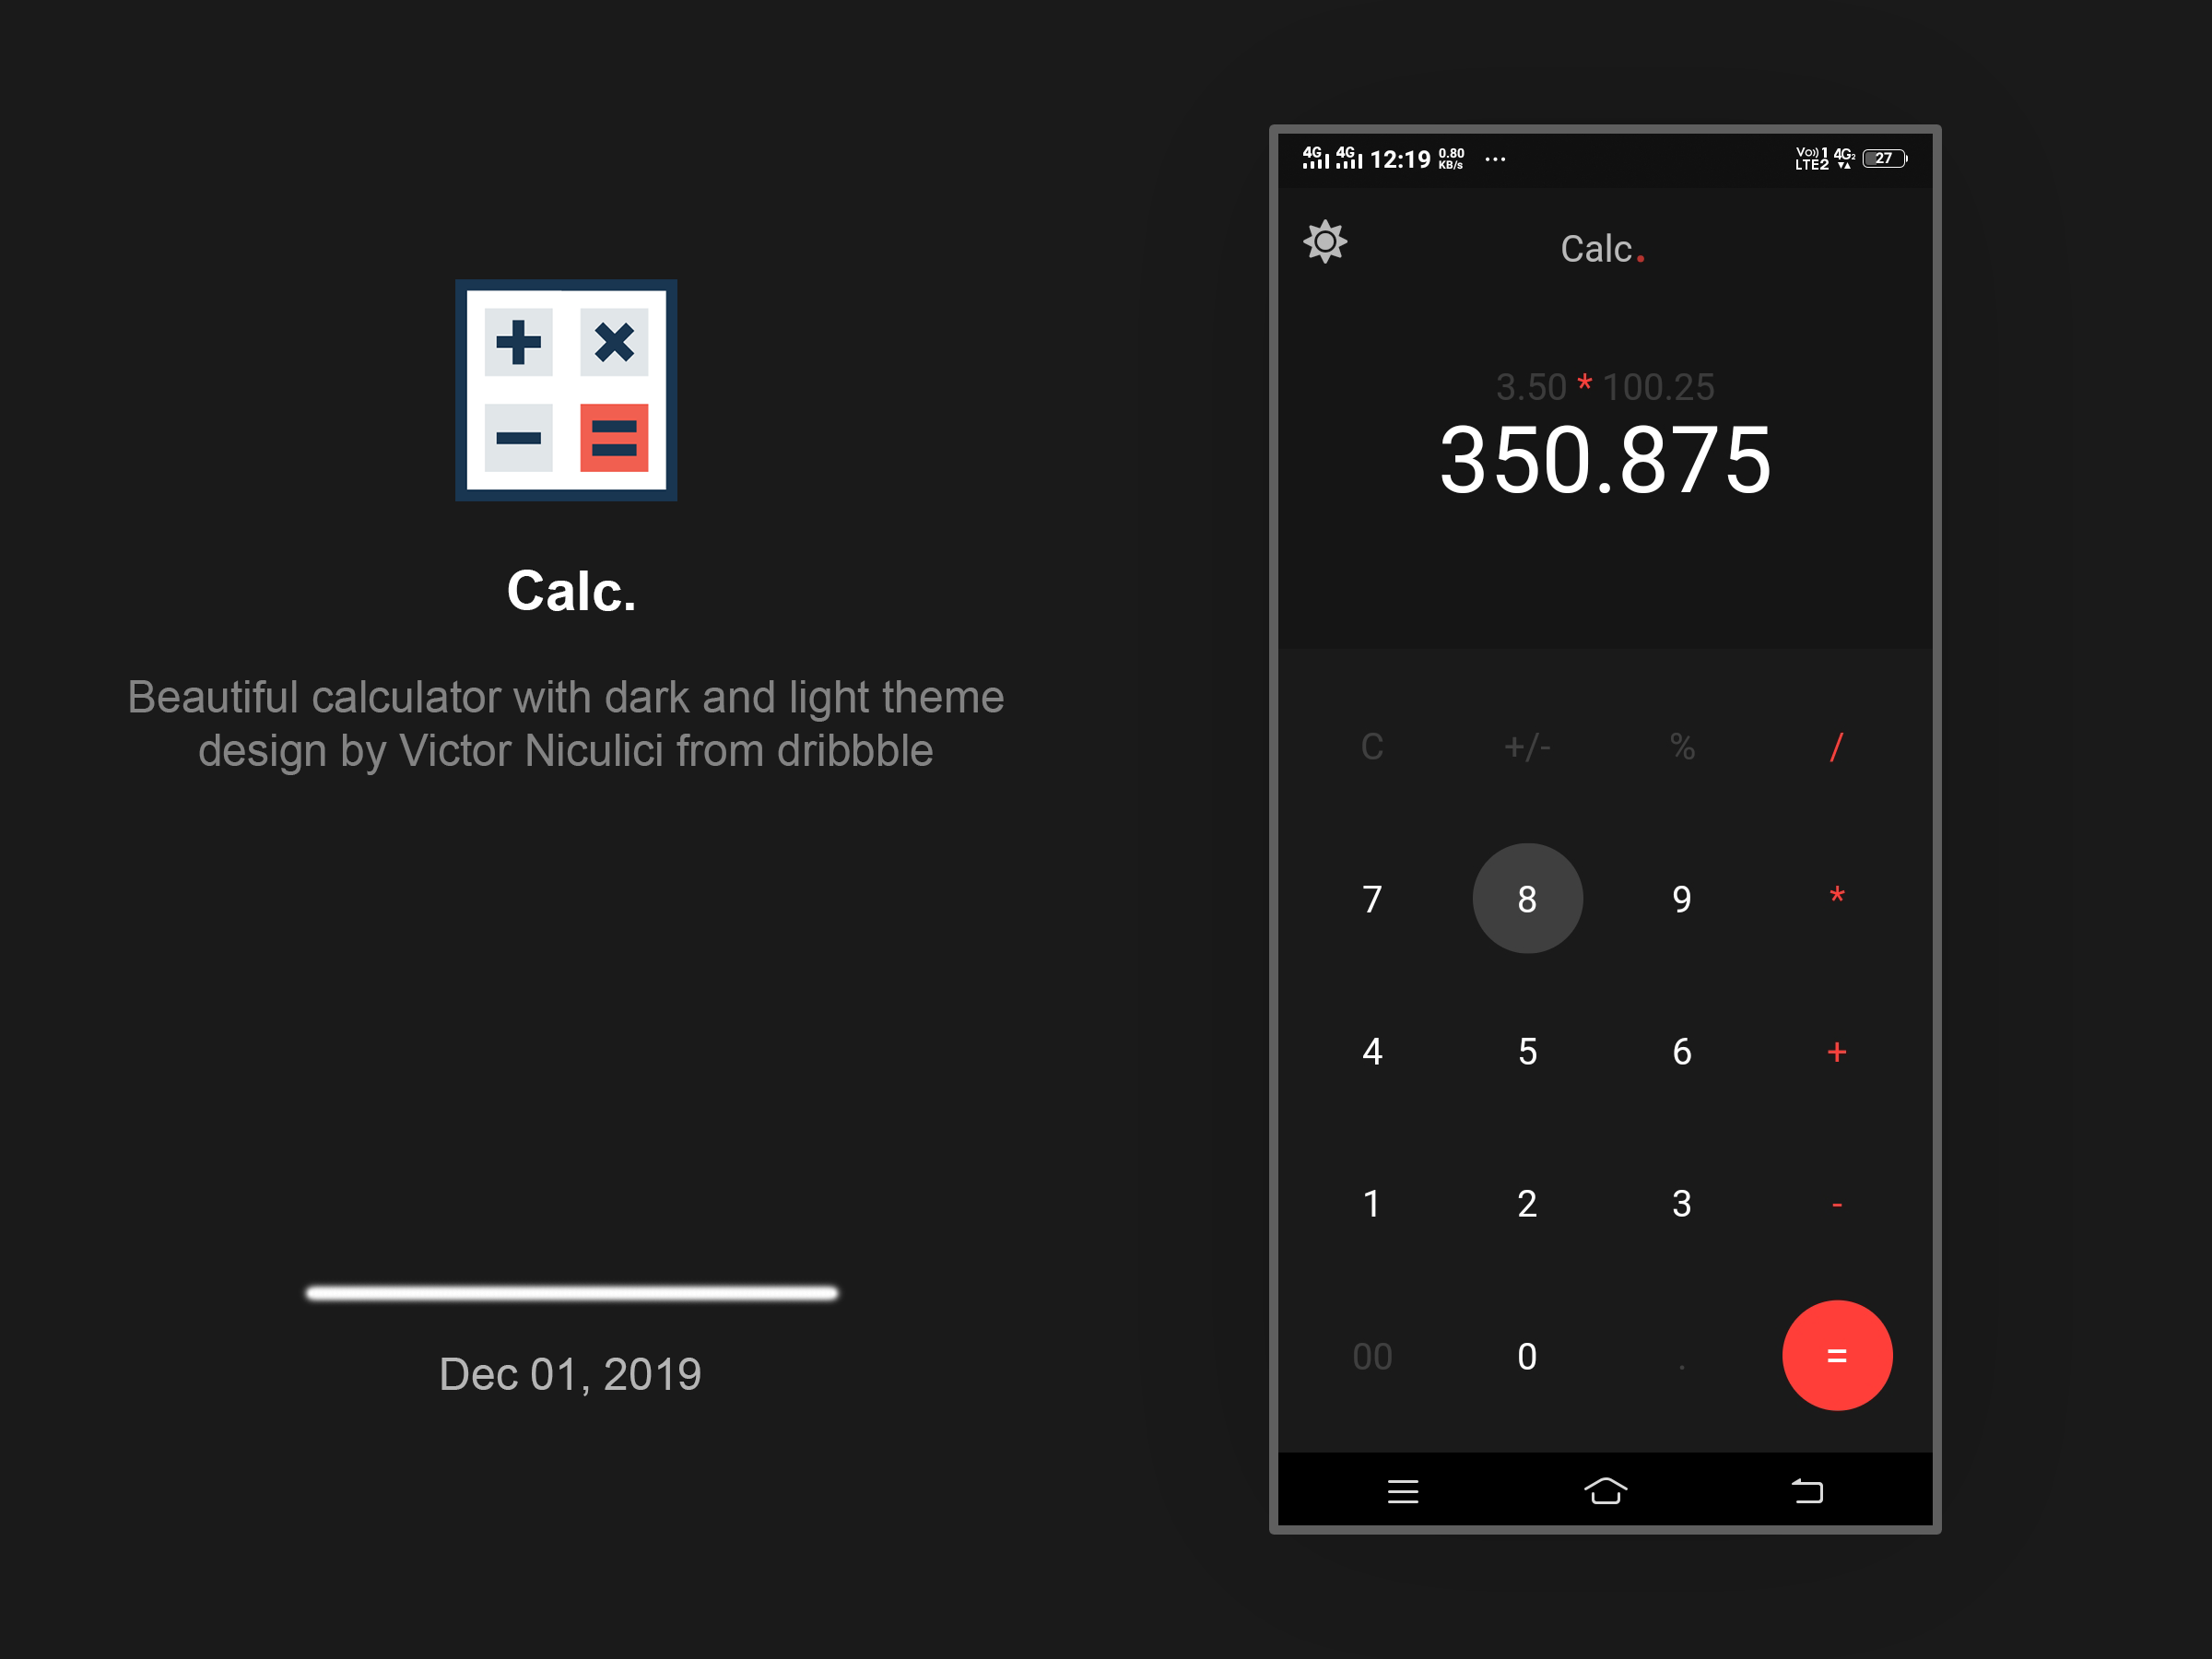 Calc.
Beautiful calculator with dark and light theme
design by Victor Niculici from dribbble
Dec 01, 2019
4G 4G 12:19 0.80 KB/s ... VO)) 1 LTE2 4G2 27
Calc.
3.50 * 100.25
350.875
C +/- % /
7 8 9 *
4 5 6 +
1 2 3 -
00 0 . =